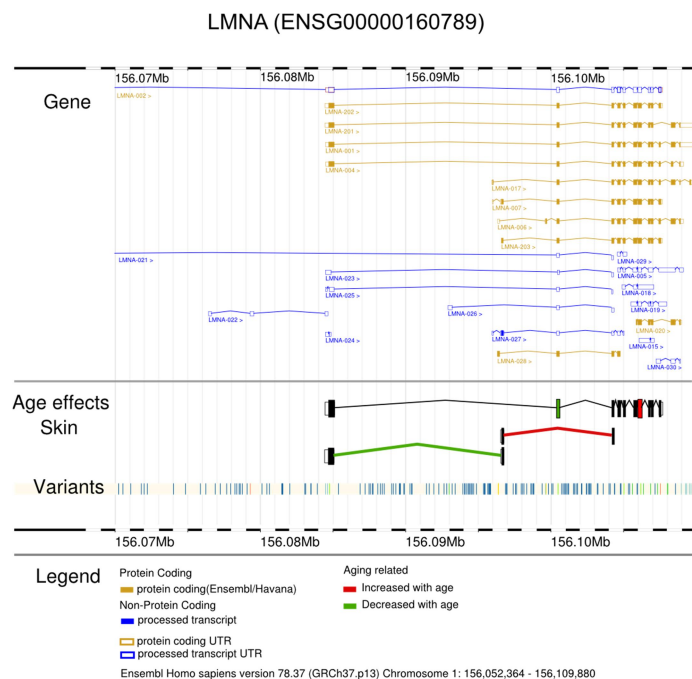 LMNA (ENSG00000160789)
156.07Mb 156.08Mb 156.09Mb 156.10Mb
Gene
LMNA-002 >
LMNA-202 >
LMNA-201 >
LMNA-001 >
LMNA-004 >
LMNA-017 >
LMNA-007 >
LMNA-006 >
LMNA-203 >
LMNA-021 > LMNA-029 >
LMNA-023 > LMNA-005 >
LMNA-025 > LMNA-018 >
LMNA-022 > LMNA-026 > LMNA-019 >
LMNA-020 >
LMNA-024 > LMNA-027 > LMNA-015 >
LMNA-028 > LMNA-030 >
Age effects
Skin
Variants
156.07Mb 156.08Mb 156.09Mb 156.10Mb
Legend
Protein Coding
protein coding(Ensembl/Havana)
Non-Protein Coding
processed transcript
protein coding UTR
processed transcript UTR
Aging related
Increased with age
Decreased with age
Ensembl Homo sapiens version 78.37 (GRCh37.p13) Chromosome 1: 156,052,364 - 156,109,880